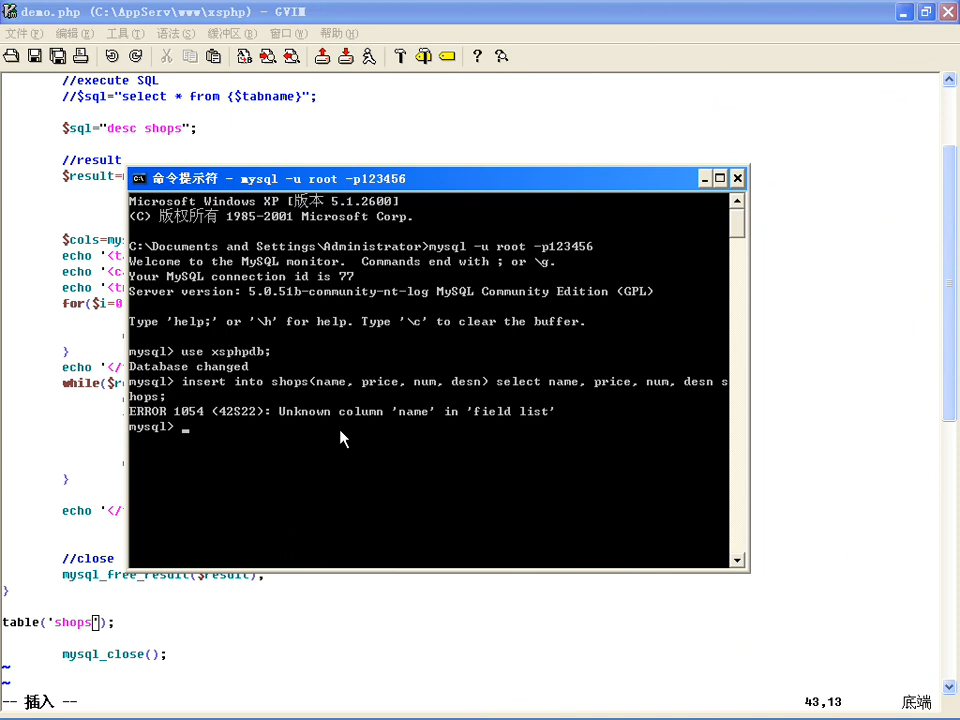 demo.php (C:\AppServ\www\xsphp) - GVIM
文件(F) 编辑(E) 工具(T) 语法(S) 缓冲区(B) 窗口(W) 帮助(H)
//execute SQL
//$sql="select * from {$tabname}";
$sql="desc shops";
//result
$result=m
$cols=my
echo '<t
echo '<c
echo '<t
for($i=0
}
echo '</
while($r
}
echo '</
//close
mysql_free_result($result);
}
table('shops');
mysql_close();
~
~
-- 插入 --
43,13
底端
命令提示符 - mysql -u root -p123456
Microsoft Windows XP [版本 5.1.2600]
(C) 版权所有 1985-2001 Microsoft Corp.
C:\Documents and Settings\Administrator>mysql -u root -p123456
Welcome to the MySQL monitor.  Commands end with ; or \g.
Your MySQL connection id is 77
Server version: 5.0.51b-community-nt-log MySQL Community Edition (GPL)
Type 'help;' or '\h' for help. Type '\c' to clear the buffer.
mysql> use xsphpdb;
Database changed
mysql> insert into shops(name, price, num, desn) select name, price, num, desn s
hops;
ERROR 1054 (42S22): Unknown column 'name' in 'field list'
mysql> _